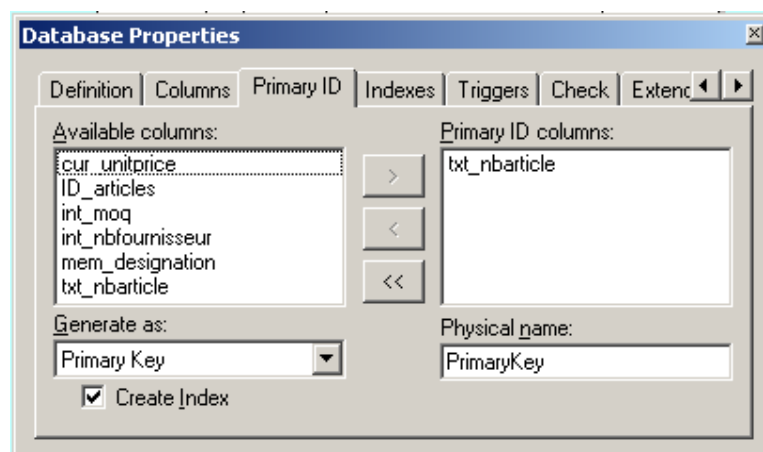 Database Properties
Definition Columns Primary ID Indexes Triggers Check Extend
Available columns:
cur_unitprice
ID_articles
int_moq
int_nbfournisseur
mem_designation
txt_nbarticle
>
<
<<
Primary ID columns:
txt_nbarticle
Generate as:
Primary Key
Create Index
Physical name:
PrimaryKey